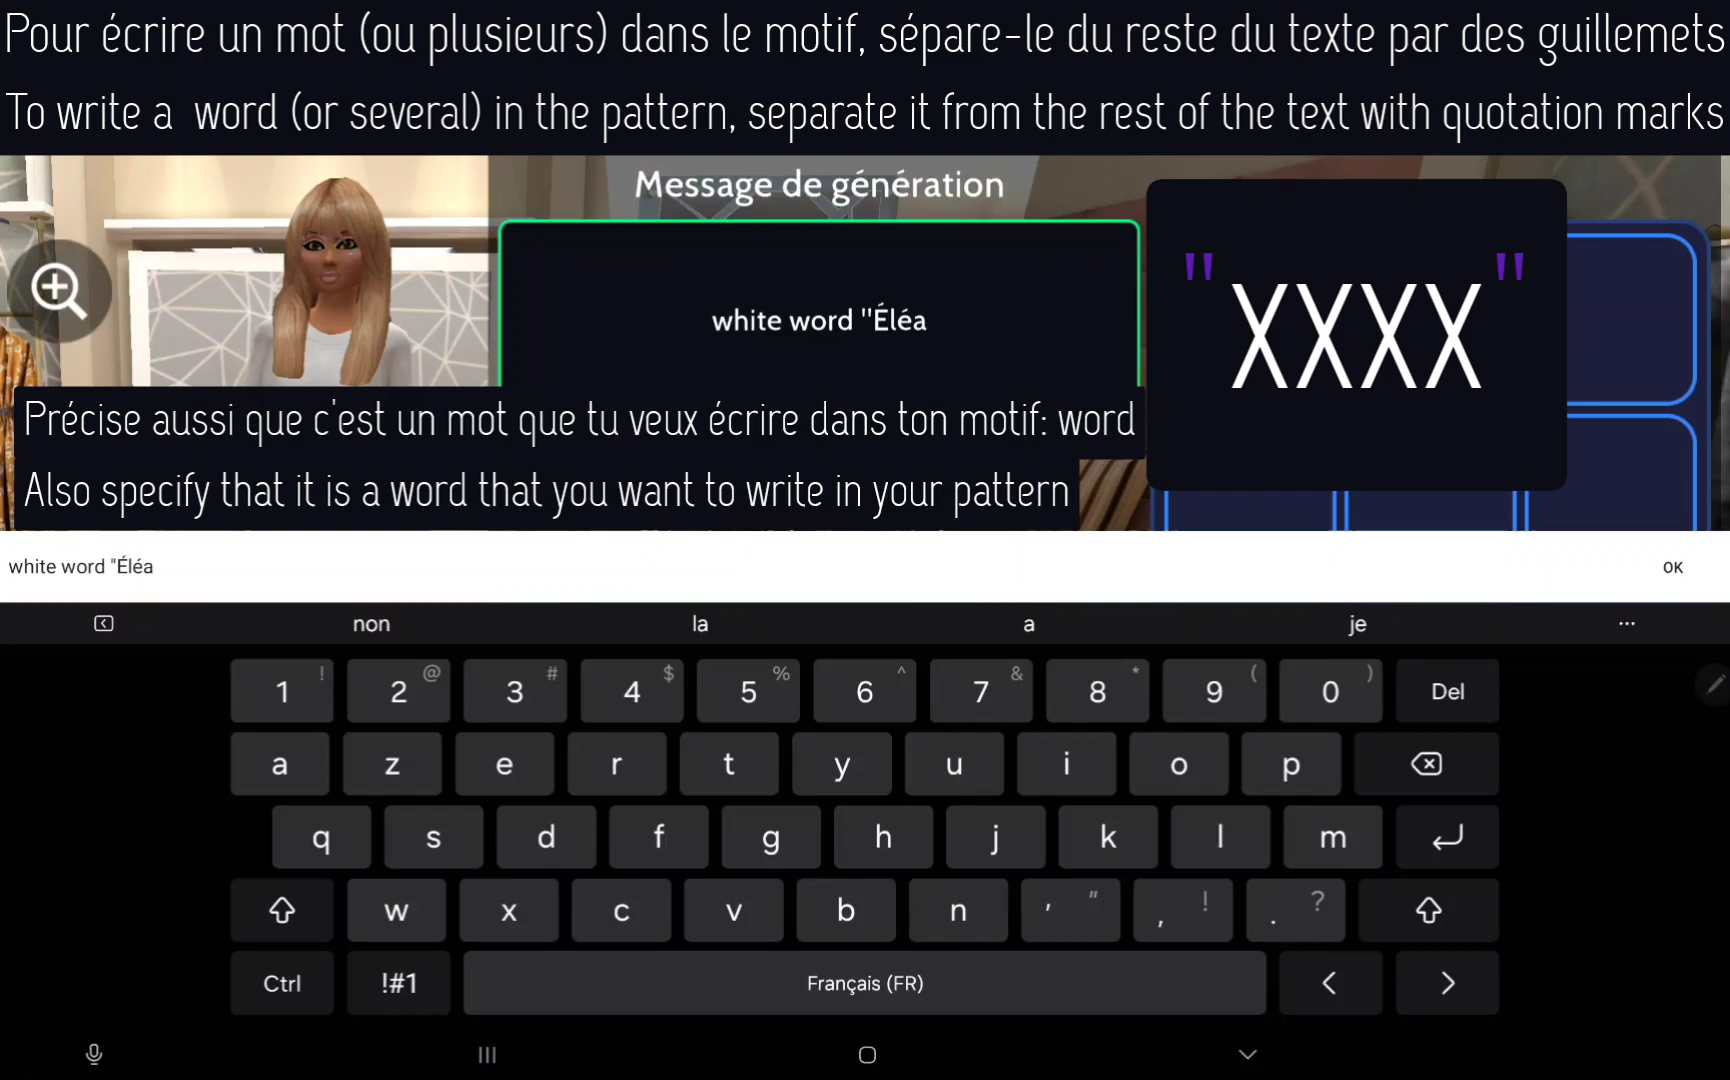 Pour écrire un mot (ou plusieurs) dans le motif, sépare-le du reste du texte par des guillemets
To write a word (or several) in the pattern, separate it from the rest of the text with quotation marks
Message de génération
white word "Éléa
"XXXX"
Précise aussi que c'est un mot que tu veux écrire dans ton motif: word
Also specify that it is a word that you want to write in your pattern
white word "Éléa
OK
non la a je ...
1 ! 2 @ 3 # 4 $ 5 % 6 ^ 7 & 8 * 9 ( 0 ) Del
a z e r t y u i o p
q s d f g h j k l m
w x c v b n ' " , ! . ?
Ctrl !#1 Français (FR) < >